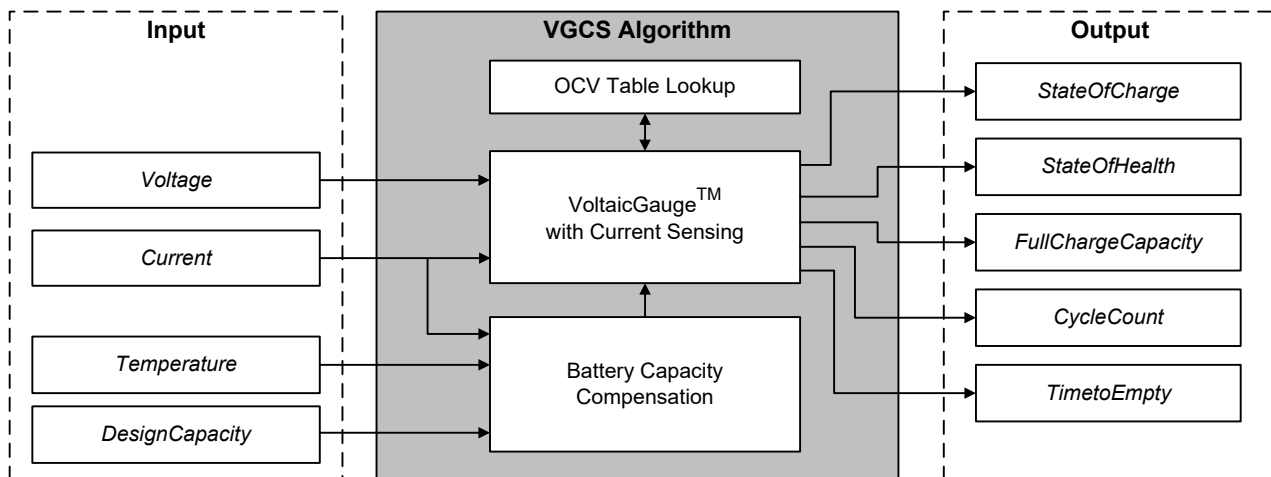 Input
VGCS Algorithm
Output
OCV Table Lookup
StateOfCharge
Voltage
VoltaicGauge™
with Current Sensing
StateOfHealth
Current
FullChargeCapacity
Temperature
Battery Capacity
Compensation
CycleCount
DesignCapacity
TimetoEmpty